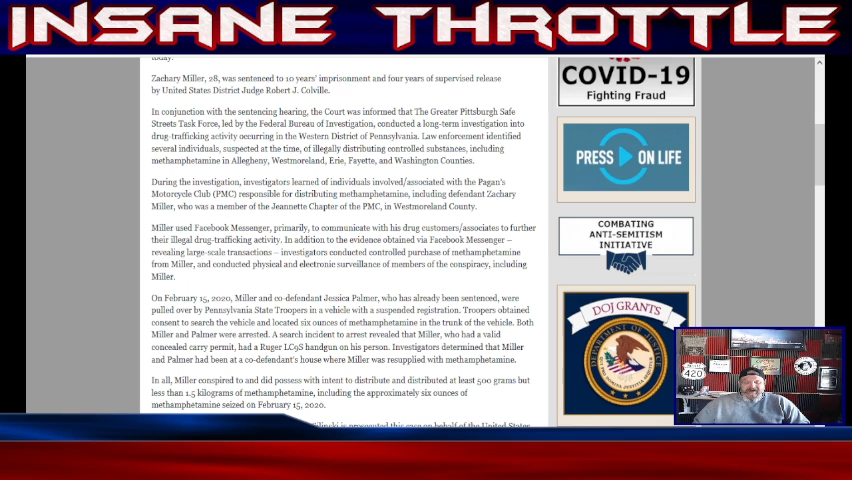 INSANE THROTTLE
today.
Zachary Miller, 28, was sentenced to 10 years' imprisonment and four years of supervised release
by United States District Judge Robert J. Colville.
In conjunction with the sentencing hearing, the Court was informed that The Greater Pittsburgh Safe
Streets Task Force, led by the Federal Bureau of Investigation, conducted a long-term investigation into
drug-trafficking activity occurring in the Western District of Pennsylvania. Law enforcement identified
several individuals, suspected at the time, of illegally distributing controlled substances, including
methamphetamine in Allegheny, Westmoreland, Erie, Fayette, and Washington Counties.
During the investigation, investigators learned of individuals involved/associated with the Pagan's
Motorcycle Club (PMC) responsible for distributing methamphetamine, including defendant Zachary
Miller, who was a member of the Jeannette Chapter of the PMC, in Westmoreland County.
Miller used Facebook Messenger, primarily, to communicate with his drug customers/associates to further
their illegal drug-trafficking activity. In addition to the evidence obtained via Facebook Messenger –
revealing large-scale transactions – investigators conducted controlled purchase of methamphetamine
from Miller, and conducted physical and electronic surveillance of members of the conspiracy, including
Miller.
On February 15, 2020, Miller and co-defendant Jessica Palmer, who has already been sentenced, were
pulled over by Pennsylvania State Troopers in a vehicle with a suspended registration. Troopers obtained
consent to search the vehicle and located six ounces of methamphetamine in the trunk of the vehicle. Both
Miller and Palmer were arrested. A search incident to arrest revealed that Miller, who had a valid
concealed carry permit, had a Ruger LC9S handgun on his person. Investigators determined that Miller
and Palmer had been at a co-defendant's house where Miller was resupplied with methamphetamine.
In all, Miller conspired to and did possess with intent to distribute and distributed at least 500 grams but
less than 1.5 kilograms of methamphetamine, including the approximately six ounces of
methamphetamine seized on February 15, 2020.
is prosecuted this case on behalf of the United States
COVID-19
Fighting Fraud
PRESS ON LIFE
COMBATING
ANTI-SEMITISM
INITIATIVE
DOJ GRANTS
420